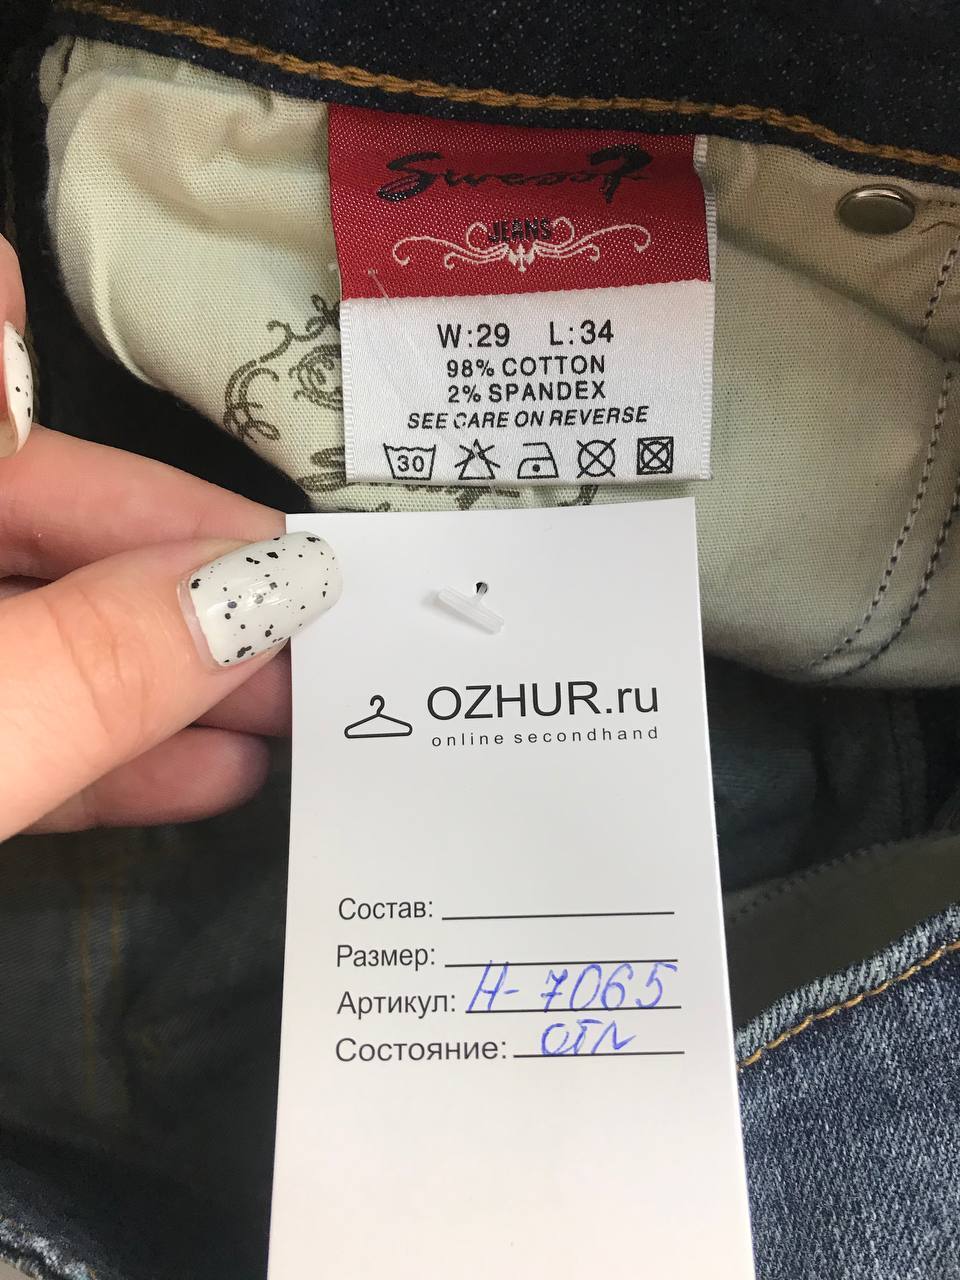 JEANS
W:29 L:34
98% COTTON
2% SPANDEX
SEE CARE ON REVERSE
30
OZHUR.ru
online secondhand
Состав:
Размер:
Артикул: Н-7065
Состояние: отл